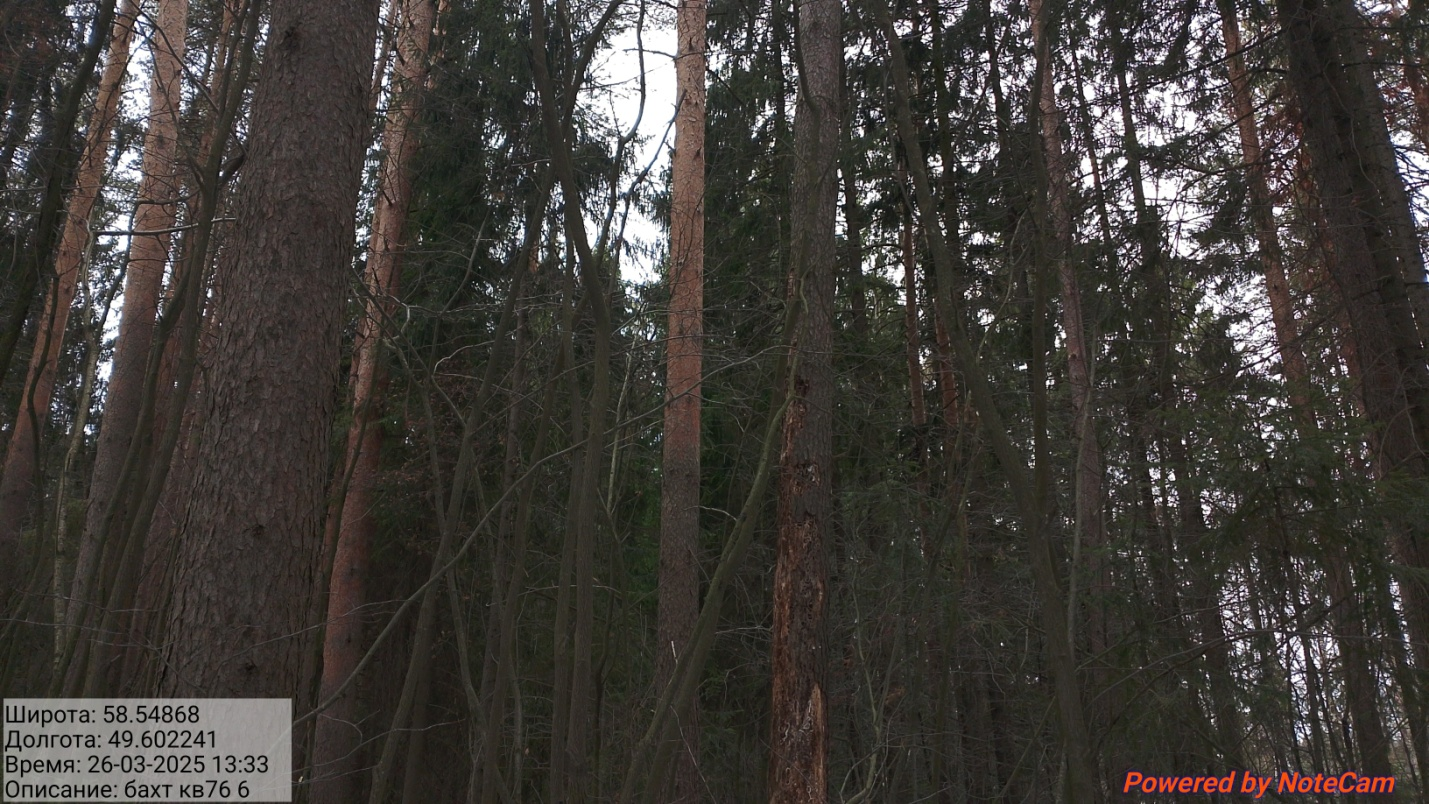 Широта: 58.54868
Долгота: 49.602241
Время: 26-03-2025 13:33
Описание: бахт кв76 6
Powered by NoteCam